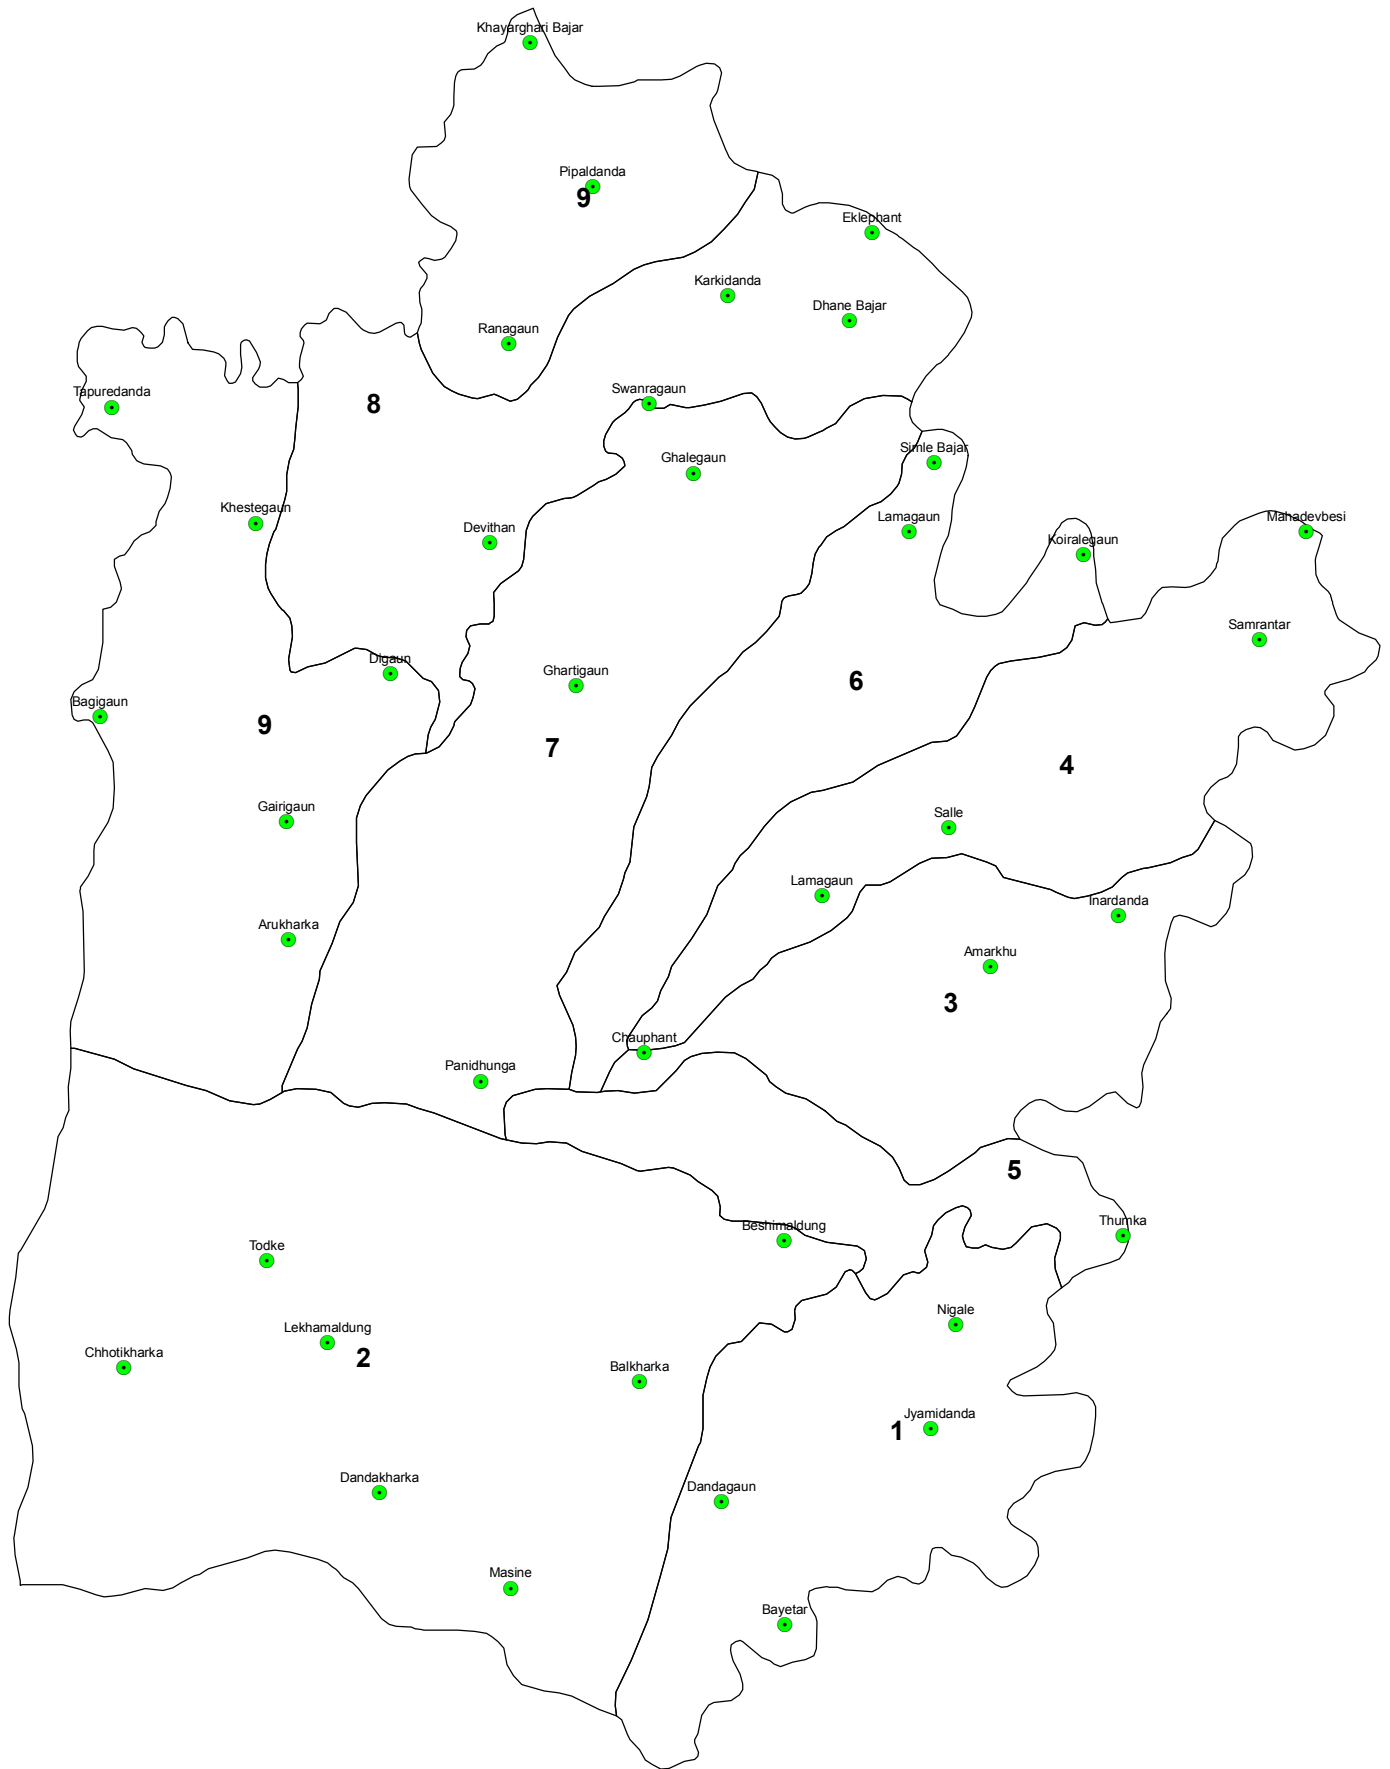 Khayarghari Bajar
Pipaldanda
9
Eklephant
Karkidanda
Dhane Bajar
Ranagaun
Tapuredanda
8
Swanragaun
Simle Bajar
Ghalegaun
Khestegaun
Devithan
Lamagaun
Mahadevbesi
Koiralegaun
Samrantar
Digaun
Ghartigaun
6
Bagigaun
9
7
4
Gairigaun
Salle
Lamagaun
Inardanda
Arukharka
Amarkhu
3
Chauphant
Panidhunga
5
Beshimaldung
Thumka
Todke
Nigale
Lekhamaldung
2
Chhotikharka
Balkharka
Jyamidanda
1
Dandakharka
Dandagaun
Masine
Bayetar